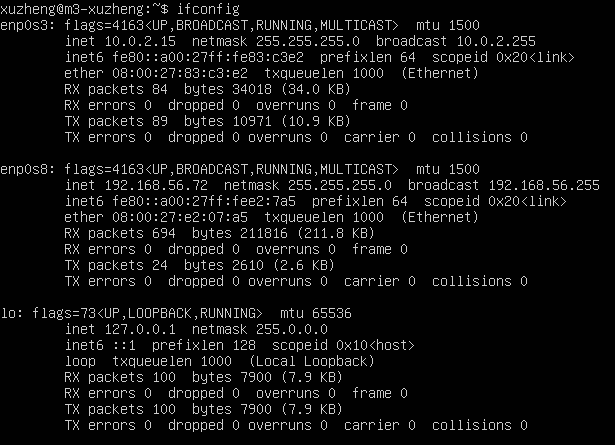 xuzheng@m3-xuzheng:~$ ifconfig
enp0s3: flags=4163<UP,BROADCAST,RUNNING,MULTICAST>  mtu 1500
        inet 10.0.2.15  netmask 255.255.255.0  broadcast 10.0.2.255
        inet6 fe80::a00:27ff:fe83:c3e2  prefixlen 64  scopeid 0x20<link>
        ether 08:00:27:83:c3:e2  txqueuelen 1000  (Ethernet)
        RX packets 84  bytes 34018 (34.0 KB)
        RX errors 0  dropped 0  overruns 0  frame 0
        TX packets 89  bytes 10971 (10.9 KB)
        TX errors 0  dropped 0 overruns 0  carrier 0  collisions 0

enp0s8: flags=4163<UP,BROADCAST,RUNNING,MULTICAST>  mtu 1500
        inet 192.168.56.72  netmask 255.255.255.0  broadcast 192.168.56.255
        inet6 fe80::a00:27ff:fee2:7a5  prefixlen 64  scopeid 0x20<link>
        ether 08:00:27:e2:07:a5  txqueuelen 1000  (Ethernet)
        RX packets 694  bytes 211816 (211.8 KB)
        RX errors 0  dropped 0  overruns 0  frame 0
        TX packets 24  bytes 2610 (2.6 KB)
        TX errors 0  dropped 0 overruns 0  carrier 0  collisions 0

lo: flags=73<UP,LOOPBACK,RUNNING>  mtu 65536
        inet 127.0.0.1  netmask 255.0.0.0
        inet6 ::1  prefixlen 128  scopeid 0x10<host>
        loop  txqueuelen 1000  (Local Loopback)
        RX packets 100  bytes 7900 (7.9 KB)
        RX errors 0  dropped 0  overruns 0  frame 0
        TX packets 100  bytes 7900 (7.9 KB)
        TX errors 0  dropped 0 overruns 0  carrier 0  collisions 0